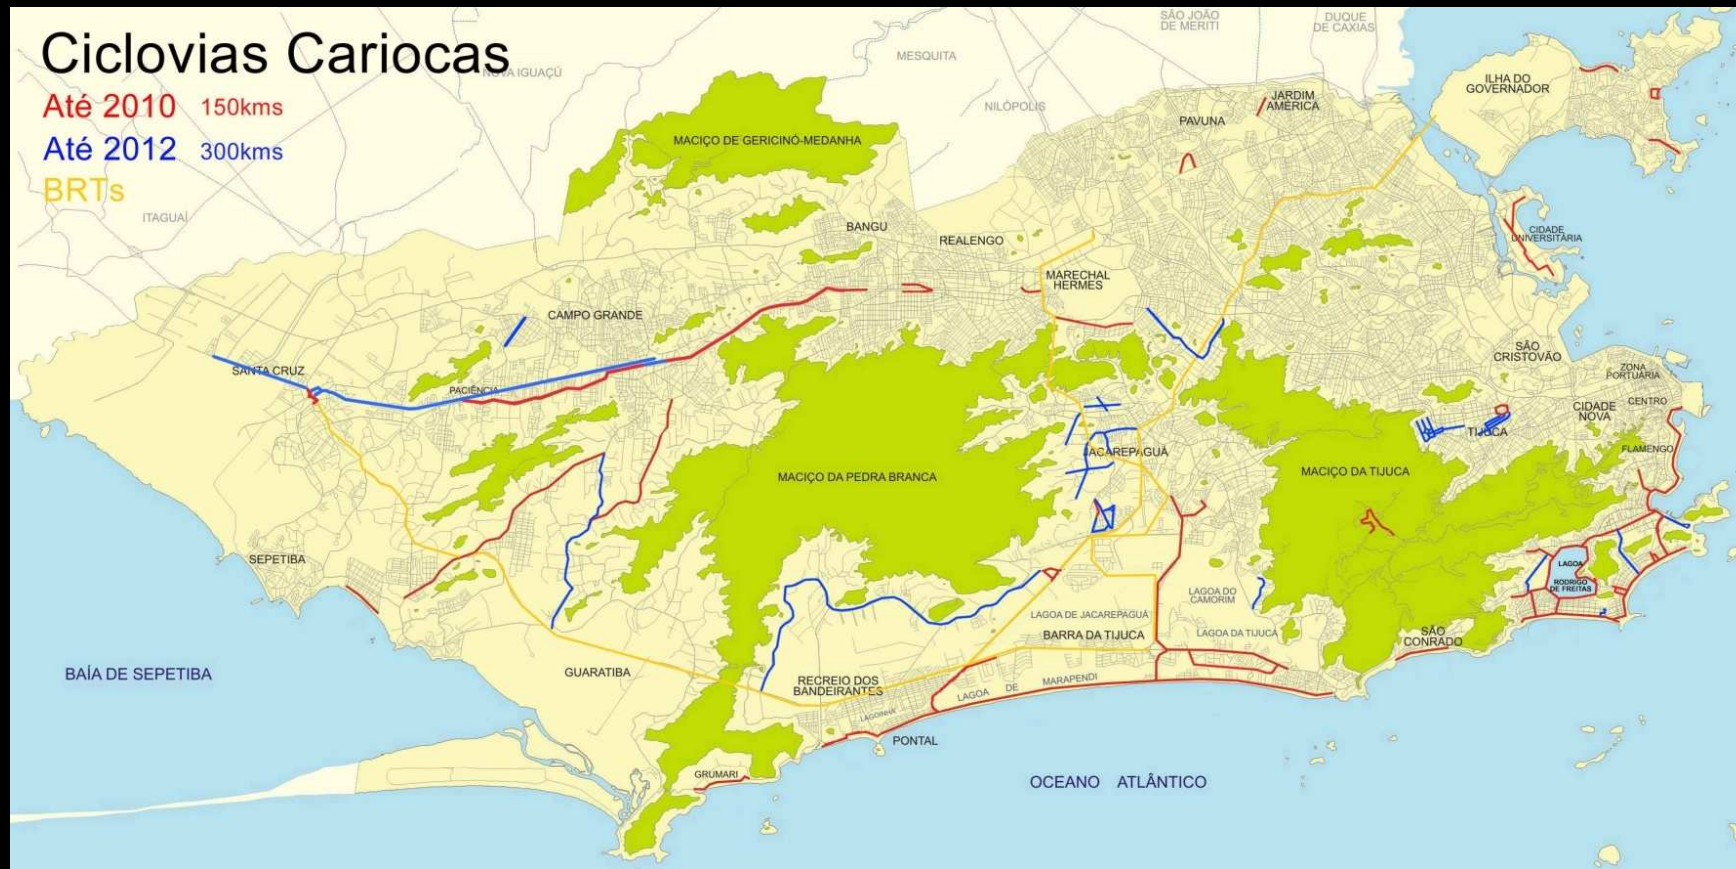 Ciclovias Cariocas
Até 2010 150kms
Até 2012 300kms
BRTs
NOVA IGUAÇÚ
MESQUITA
SÃO JOÃO
DE MERITI
DUQUE
DE CAXIAS
NILÓPOLIS
ITAGUAÍ
ILHA DO
GOVERNADOR
JARDIM
AMÉRICA
PAVUNA
MACIÇO DE GERICINÓ-MEDANHA
BANGU
REALENGO
CIDADE
UNIVERSITÁRIA
MARECHAL
HERMES
CAMPO GRANDE
SÃO
CRISTOVÃO
SANTA CRUZ
PACIÊNCIA
ZONA
PORTUÁRIA
CENTRO
CIDADE
NOVA
TIJUCA
FLAMENGO
JACAREPAGUÁ
MACIÇO DA PEDRA BRANCA
MACIÇO DA TIJUCA
SEPETIBA
LAGOA
RODRIGO
DE FREITAS
LAGOA DO
CAMORIM
LAGOA DE JACAREPAGUÁ
BARRA DA TIJUCA
LAGOA DA TIJUCA
SÃO
CONRADO
BAÍA DE SEPETIBA
GUARATIBA
RECREIO DOS
BANDEIRANTES
LAGOA DE MARAPENDI
LAGOINHA
PONTAL
GRUMARI
OCEANO ATLÂNTICO